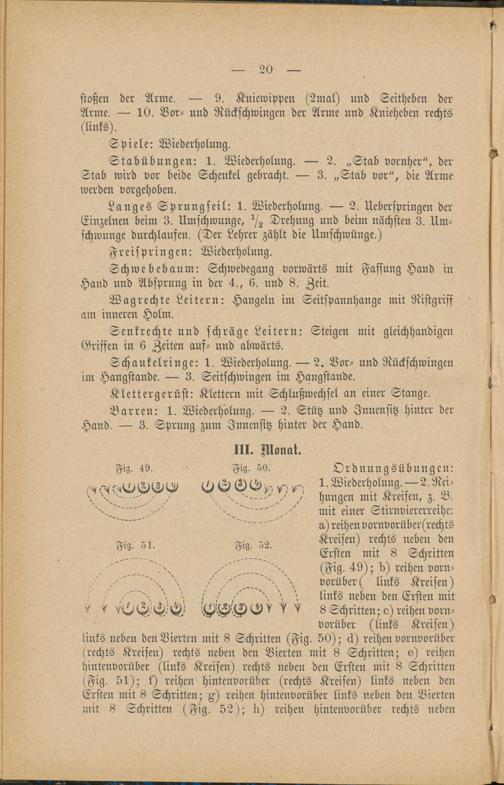 — 20 —
stoßen der Arme. — 9. Kniewippen (2mal) und Seitheben der
Arme. — 10. Vor- und Rückschwingen der Arme und Knieheben rechts
(links).
Spiele: Wiederholung.
Stabübungen: 1. Wiederholung. — 2. „Stab vornher“, der
Stab wird vor beide Schenkel gebracht. — 3. „Stab vor“, die Arme
werden vorgehoben.
Langes Sprungseil: 1. Wiederholung. — 2. Ueberspringen der
Einzelnen beim 3. Umschwunge, 1/2 Drehung und beim nächsten 3. Um-
schwunge durchlaufen. (Der Lehrer zählt die Umschwünge.)
Freispringen: Wiederholung.
Schwebebaum: Schwebegang vorwärts mit Fassung Hand in
Hand und Absprung in der 4., 6. und 8. Zeit.
Wagrechte Leitern: Hangeln im Seitspannhange mit Ristgriff
am inneren Holm.
Senkrechte und schräge Leitern: Steigen mit gleichhandigen
Griffen in 6 Zeiten auf- und abwärts.
Schaukelringe: 1. Wiederholung. — 2. Vor- und Rückschwingen
im Hangstande. — 3. Seitschwingen im Hangstande.
Klettergerüst: Klettern mit Schlußwechsel an einer Stange.
Barren: 1. Wiederholung. — 2. Stütz und Innensitz hinter der
Hand. — 3. Sprung zum Innensitz hinter der Hand.
III. Monat.
Fig. 49.
Fig. 50.
Fig. 51.
Fig. 52.
Ordnungsübungen:
1. Wiederholung. — 2. Rei-
hungen mit Kreisen, z. B.
mit einer Stirnviererreihe:
a) reihen vornvorüber (rechts
Kreisen) rechts neben den
Ersten mit 8 Schritten
(Fig. 49); b) reihen vorn-
vorüber (links Kreisen)
links neben den Ersten mit
8 Schritten; c) reihen vorn-
vorüber (links Kreisen)
links neben den Vierten mit 8 Schritten (Fig. 50); d) reihen vornvorüber
(rechts Kreisen) rechts neben den Vierten mit 8 Schritten; e) reihen
hintenvorüber (links Kreisen) rechts neben den Ersten mit 8 Schritten
(Fig. 51); f) reihen hintenvorüber (rechts Kreisen) links neben den
Ersten mit 8 Schritten; g) reihen hintenvorüber links neben den Vierten
mit 8 Schritten (Fig. 52); h) reihen hintenvorüber rechts neben